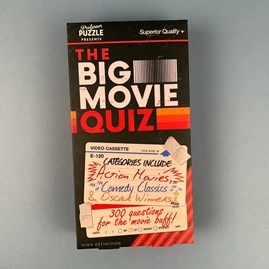 Professor
PUZZLE
PRESENTS
Superior Quality +
THE
BIG
MOVIE
QUIZ
VIDEO CASSETTE
E-120
CATEGORIES INCLUDE
Action Movies,
Comedy Classics
& Oscar Winners
300 questions
for the movie buff!
HIGH DEFINITION